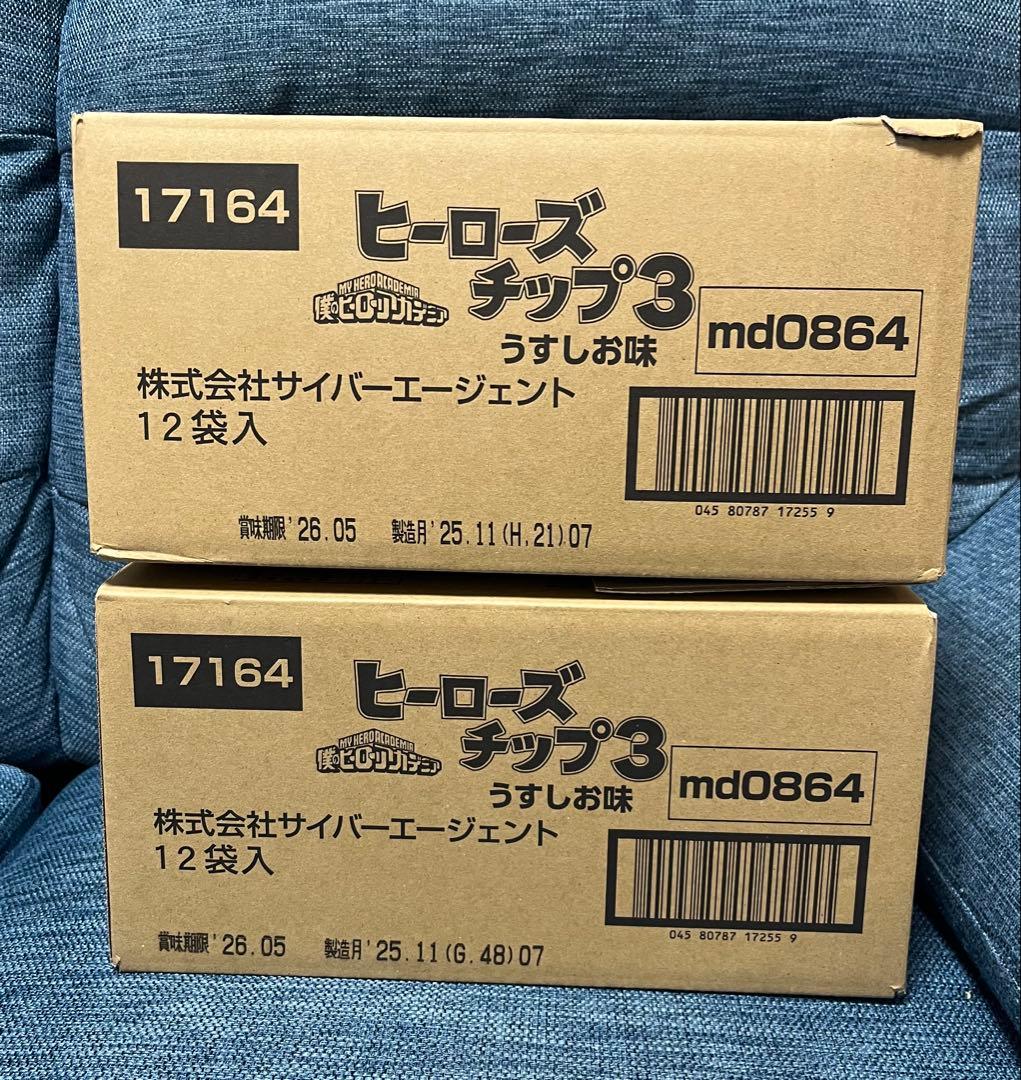 17164
ヒーローズ
チップ3
MY HERO ACADEMIA
僕のヒーローアカデミア
うすしお味
md0864
株式会社サイバーエージェント
12袋入
045 80787 17255 9
賞味期限'26.05 製造月'25.11(H.21)07
17164
ヒーローズ
チップ3
MY HERO ACADEMIA
僕のヒーローアカデミア
うすしお味
md0864
株式会社サイバーエージェント
12袋入
045 80787 17255 9
賞味期限'26.05 製造月'25.11(G.48)07